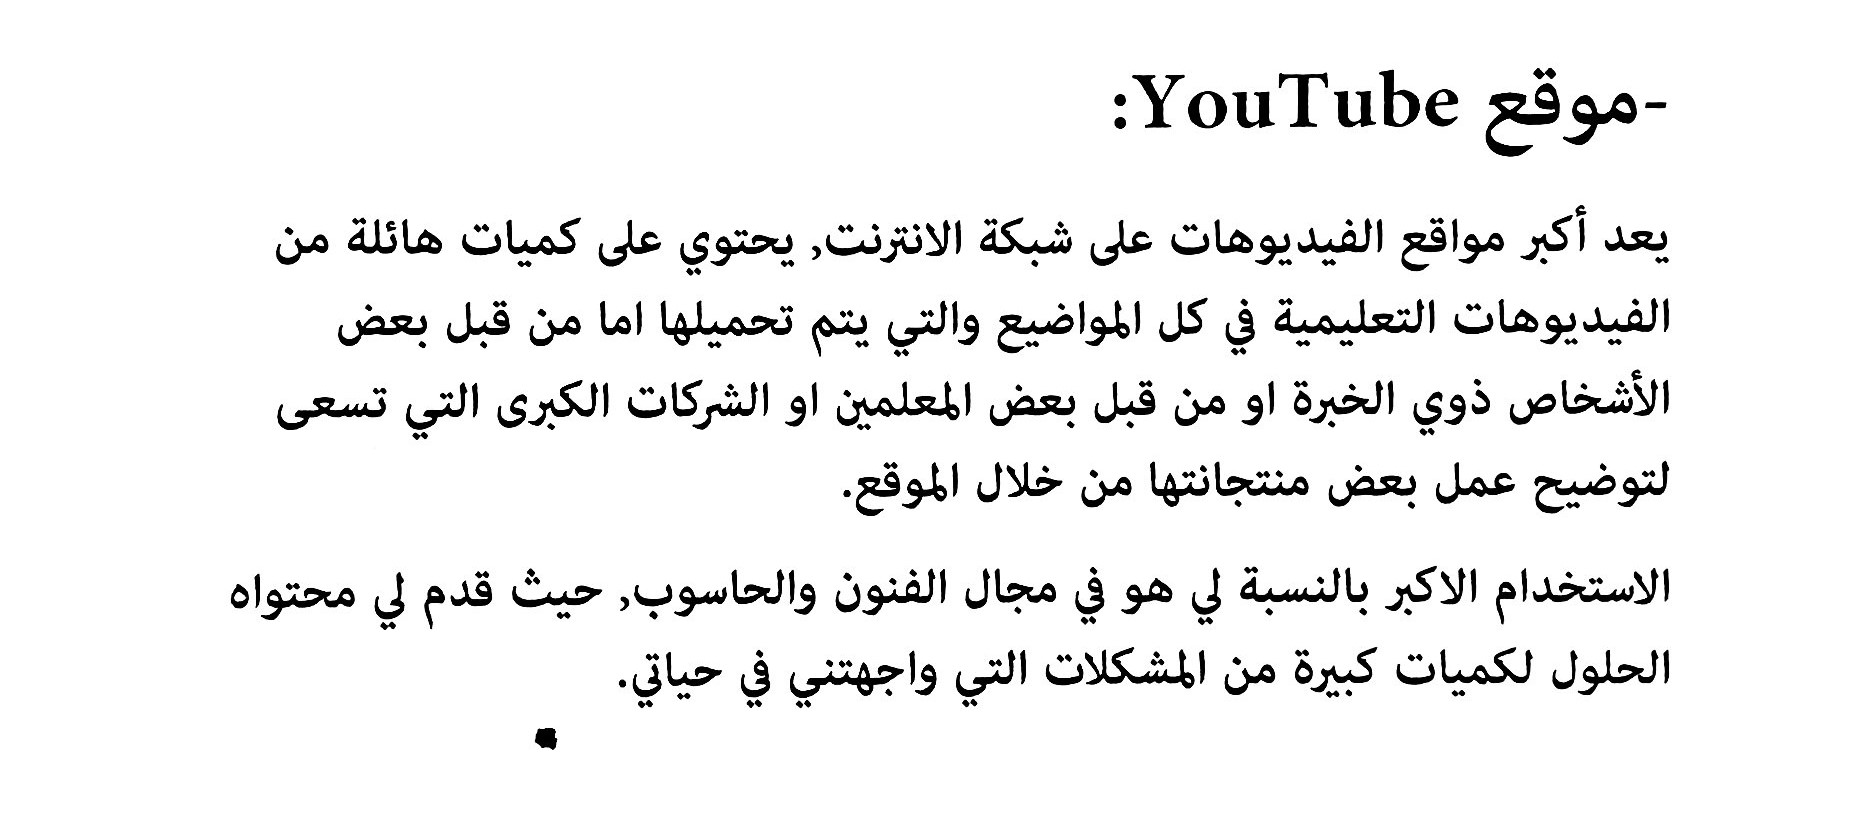 -موقع YouTube:
يعد أكبر مواقع الفيديوهات على شبكة الانترنت, يحتوي على كميات هائلة من
الفيديوهات التعليمية في كل المواضيع والتي يتم تحميلها اما من قبل بعض
الأشخاص ذوي الخبرة او من قبل بعض المعلمين او الشركات الكبرى التي تسعى
لتوضيح عمل بعض منتجانتها من خلال الموقع.
الاستخدام الاكبر بالنسبة لي هو في مجال الفنون والحاسوب, حيث قدم لي محتواه
الحلول لكميات كبيرة من المشكلات التي واجهتني في حياتي.